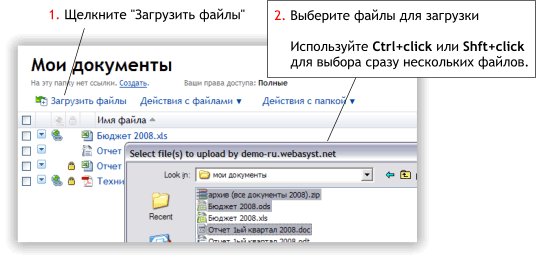 1. Щелкните "Загрузить файлы"
2. Выберите файлы для загрузки
Используйте Ctrl+click или Shft+click
для выбора сразу нескольких файлов.
Мои документы
На эту папку нет ссылки. Создать.
Ваши права доступа: Полные
Загрузить файлы
Действия с файлами ▼
Действия с папкой ▼
Имя файла
Бюджет 2008.xls
Отчет
Отчет
Техни
Select file(s) to upload by demo-ru.webasyst.net
Look in:
мои документы
Recent
архив (все документы 2008).zip
Бюджет 2008.ods
Бюджет 2008.xls
Отчет 1ый квартал 2008.doc
Отчет 1ый квартал 2008.odt